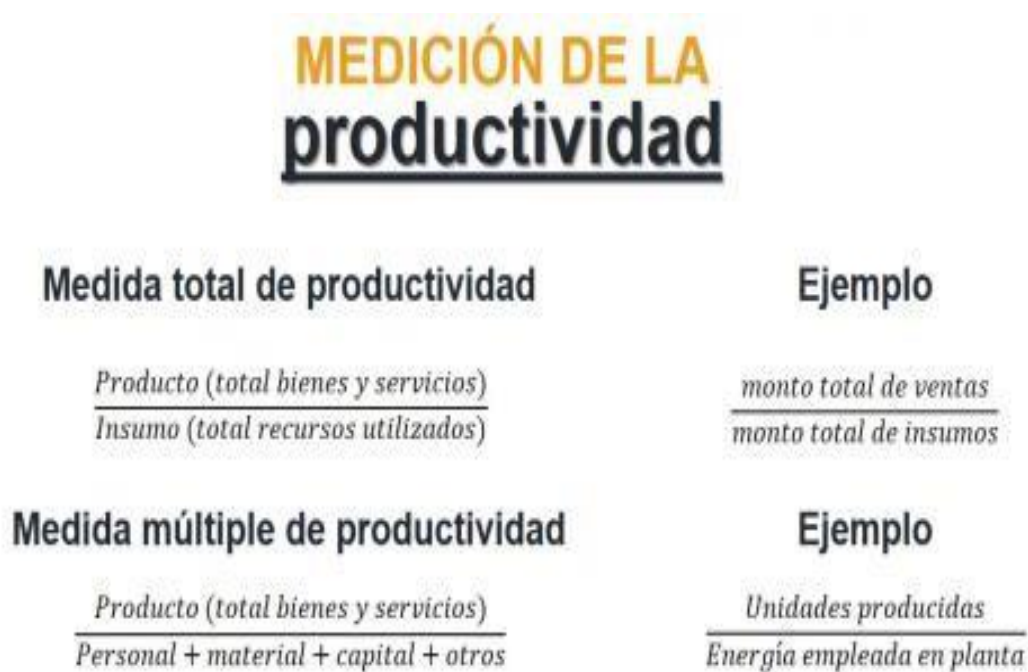 MEDICIÓN DE LA
productividad
Medida total de productividad
Ejemplo
Producto (total bienes y servicios)
Insumo (total recursos utilizados)
monto total de ventas
monto total de insumos
Medida múltiple de productividad
Ejemplo
Producto (total bienes y servicios)
Personal + material + capital + otros
Unidades producidas
Energía empleada en planta